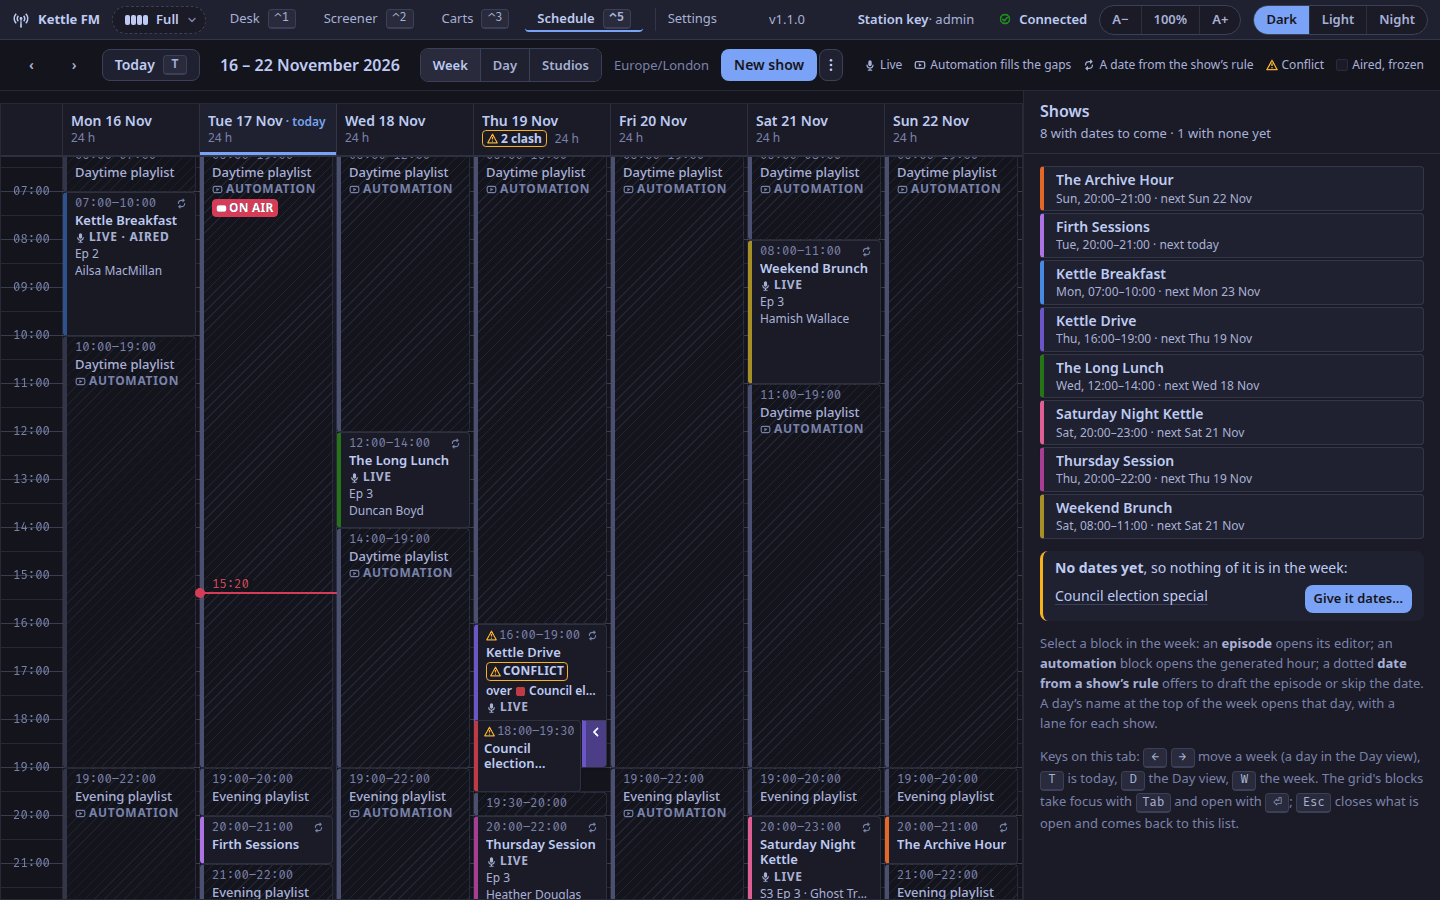 Kettle FM Full Desk ^1 Screener ^2 Carts ^3 Schedule ^5 Settings v1.1.0 Station key · admin Connected A− 100% A+ Dark Light Night
‹ › Today T 16 – 22 November 2026 Week Day Studios Europe/London New show ⋮ Live Automation fills the gaps A date from the show's rule Conflict Aired, frozen
Mon 16 Nov
24 h
Tue 17 Nov · today
24 h
Wed 18 Nov
24 h
Thu 19 Nov
2 clash 24 h
Fri 20 Nov
24 h
Sat 21 Nov
24 h
Sun 22 Nov
24 h
07:00
08:00
09:00
10:00
11:00
12:00
13:00
14:00
15:00
16:00
17:00
18:00
19:00
20:00
21:00
Daytime playlist
07:00–10:00
Kettle Breakfast
LIVE · AIRED
Ep 2
Ailsa MacMillan
10:00–19:00
Daytime playlist
AUTOMATION
19:00–22:00
Evening playlist
AUTOMATION
Daytime playlist
AUTOMATION
ON AIR
15:20
19:00–20:00
Evening playlist
20:00–21:00
Firth Sessions
21:00–22:00
Evening playlist
Daytime playlist
AUTOMATION
12:00–14:00
The Long Lunch
LIVE
Ep 3
Duncan Boyd
14:00–19:00
Daytime playlist
AUTOMATION
19:00–22:00
Evening playlist
AUTOMATION
Daytime playlist
AUTOMATION
16:00–19:00
Kettle Drive
CONFLICT
over Council el…
LIVE
18:00–19:30
Council
election…
19:30–20:00
20:00–22:00
Thursday Session
LIVE
Ep 3
Heather Douglas
Daytime playlist
AUTOMATION
19:00–22:00
Evening playlist
AUTOMATION
Daytime playlist
AUTOMATION
08:00–11:00
Weekend Brunch
LIVE
Ep 3
Hamish Wallace
11:00–19:00
Daytime playlist
AUTOMATION
19:00–20:00
Evening playlist
20:00–23:00
Saturday Night
Kettle
LIVE
S3 Ep 3 · Ghost Tr…
Daytime playlist
AUTOMATION
19:00–20:00
Evening playlist
20:00–21:00
The Archive Hour
21:00–22:00
Evening playlist
Shows
8 with dates to come · 1 with none yet
The Archive Hour
Sun, 20:00–21:00 · next Sun 22 Nov
Firth Sessions
Tue, 20:00–21:00 · next today
Kettle Breakfast
Mon, 07:00–10:00 · next Mon 23 Nov
Kettle Drive
Thu, 16:00–19:00 · next Thu 19 Nov
The Long Lunch
Wed, 12:00–14:00 · next Wed 18 Nov
Saturday Night Kettle
Sat, 20:00–23:00 · next Sat 21 Nov
Thursday Session
Thu, 20:00–22:00 · next Thu 19 Nov
Weekend Brunch
Sat, 08:00–11:00 · next Sat 21 Nov
No dates yet, so nothing of it is in the week:
Council election special Give it dates…
Select a block in the week: an episode opens its editor; an
automation block opens the generated hour; a dotted date
from a show's rule offers to draft the episode or skip the date.
A day's name at the top of the week opens that day, with a
lane for each show.
Keys on this tab: ← → move a week (a day in the Day view),
T is today, D the Day view, W the week. The grid's blocks
take focus with Tab and open with ⏎; Esc closes what is
open and comes back to this list.